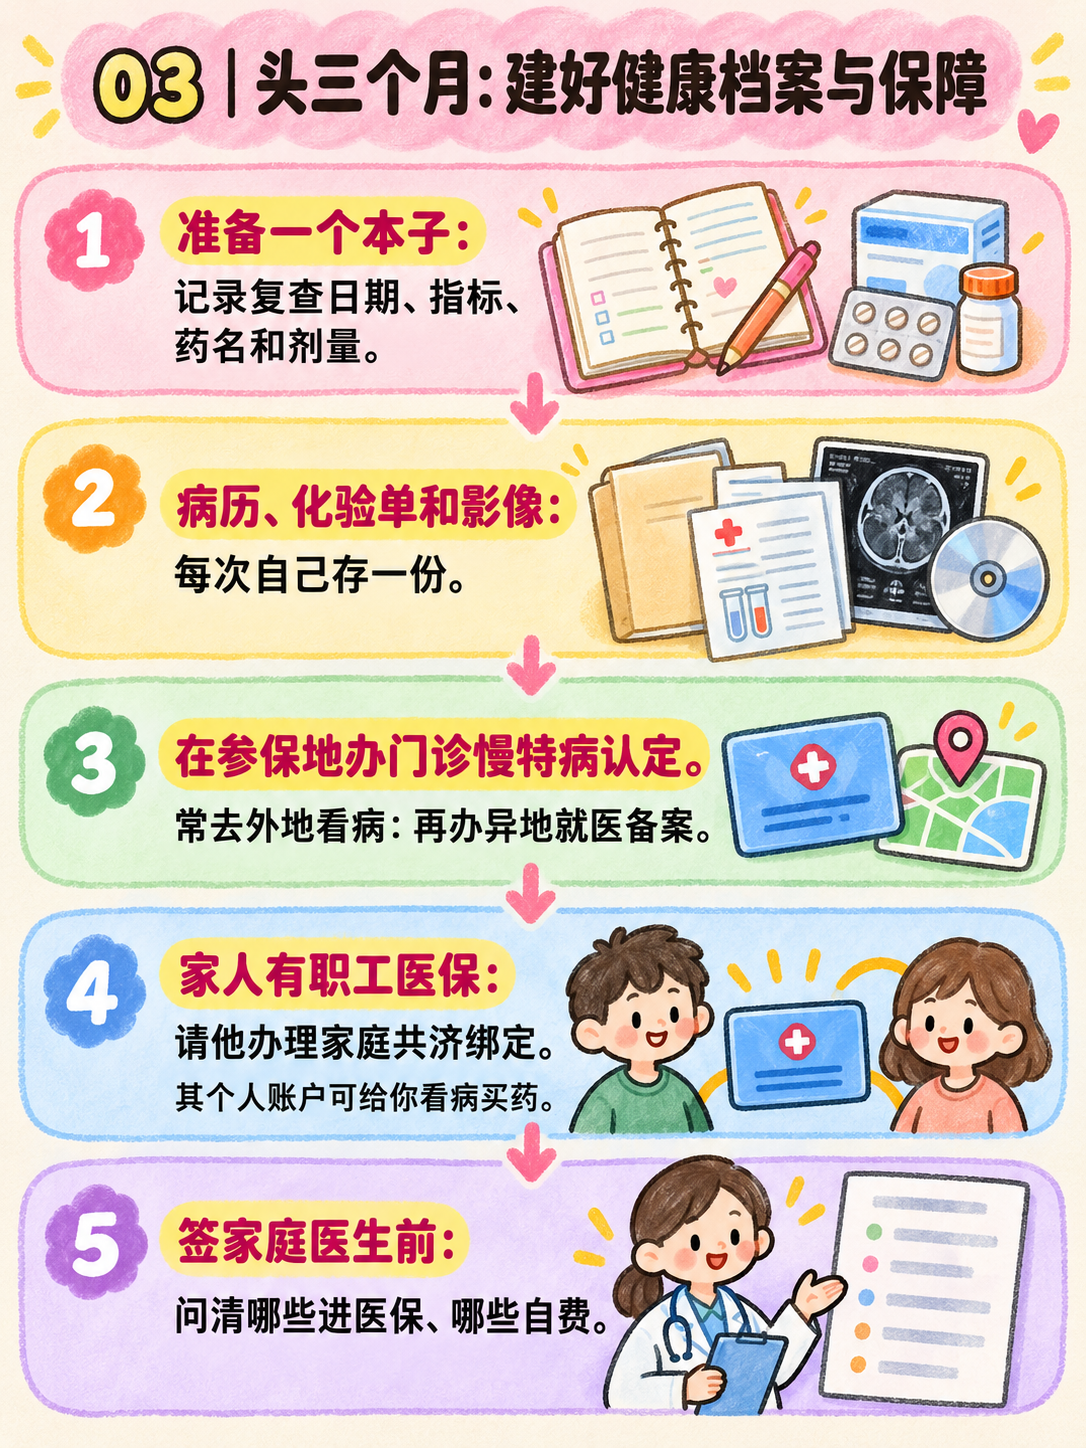 03|头三个月:建好健康档案与保障
1
准备一个本子:
记录复查日期、指标、
药名和剂量。
2
病历、化验单和影像:
每次自己存一份。
3
在参保地办门诊慢特病认定。
常去外地看病:再办异地就医备案。
4
家人有职工医保:
请他办理家庭共济绑定。
其个人账户可给你看病买药。
5
签家庭医生前:
问清哪些进医保、哪些自费。